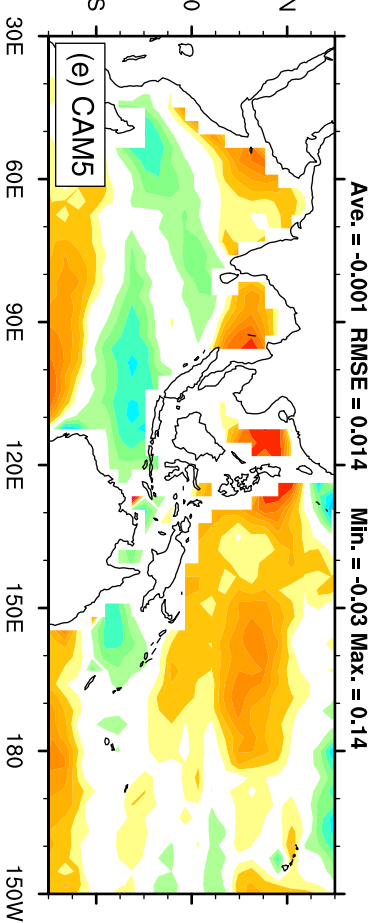 Ave. = -0.001 RMSE = 0.014 Min. = -0.03 Max. = 0.14
(e) CAM5
N
0
S
30E 60E 90E 120E 150E 180 150W